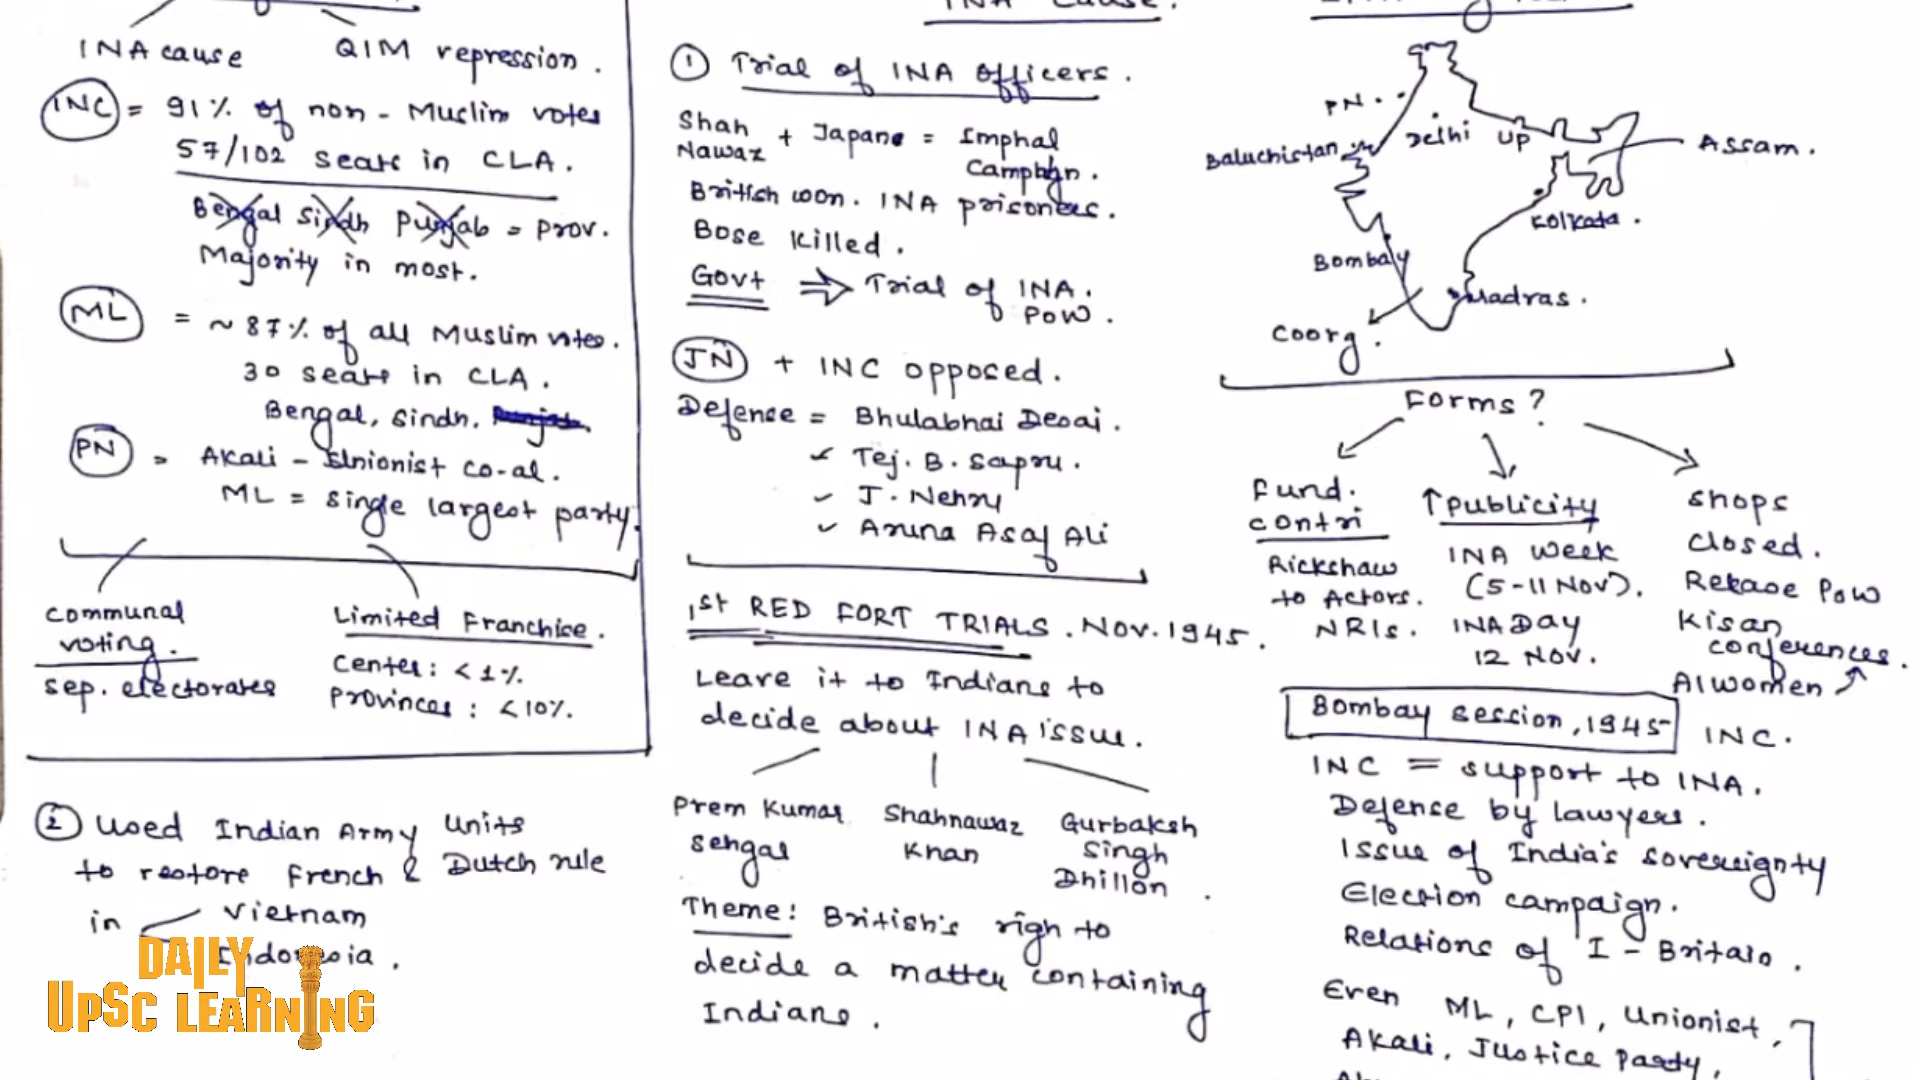 INA cause QIM repression.
INC = 91% of non-Muslim votes
57/102 seats in CLA.
Bengal Sindh Punjab = Prov.
Majority in most.
ML = ~87% of all Muslim votes.
30 seats in CLA.
Bengal, Sindh,
PN = Akali - Unionist co-al.
ML = single largest party.
communal
voting.
sep. electorates
Limited Franchise.
Center: <1%
Provinces: <10%.
2 Used Indian Army Units
to restore French & Dutch rule
in Vietnam
Indonesia.
DAILY
UPSC LEARNING
INA Cause.
1 Trial of INA officers.
Shah
Nawaz + Japane = Imphal
Campaign.
British won. INA prisoners.
Bose Killed.
Govt ⇒ Trial of INA.
POW.
JN + INC opposed.
Defense = Bhulabhai Desai.
Tej. B. Sapru.
J. Nehru
Aruna Asaf Ali
1st RED FORT TRIALS. Nov. 1945.
Leave it to Indians to
decide about INA issue.
Prem Kumar
Sehgal
Shahnawaz
Khan
Gurbaksh
Singh
Dhillon.
Theme: British's righ to
decide a matter containing
Indians.
PN.
Delhi
UP
Baluchistan
Assam.
Kolkata.
Bombay
Madras.
Coorg.
Forms?
Fund.
contri
Rickshaw
to Actors.
NRIs.
↑publicity
INA Week
(5-11 Nov).
INA Day
12 Nov.
Shops
closed.
Release POW
Kisan
conferences.
AI women
INC.
Bombay session, 1945
INC = support to INA.
Defense by lawyers.
Issue of India's sovereignty
Election campaign.
Relations of I - Britain.
Even ML, CPI, Unionist,
Akali, Justice Party,